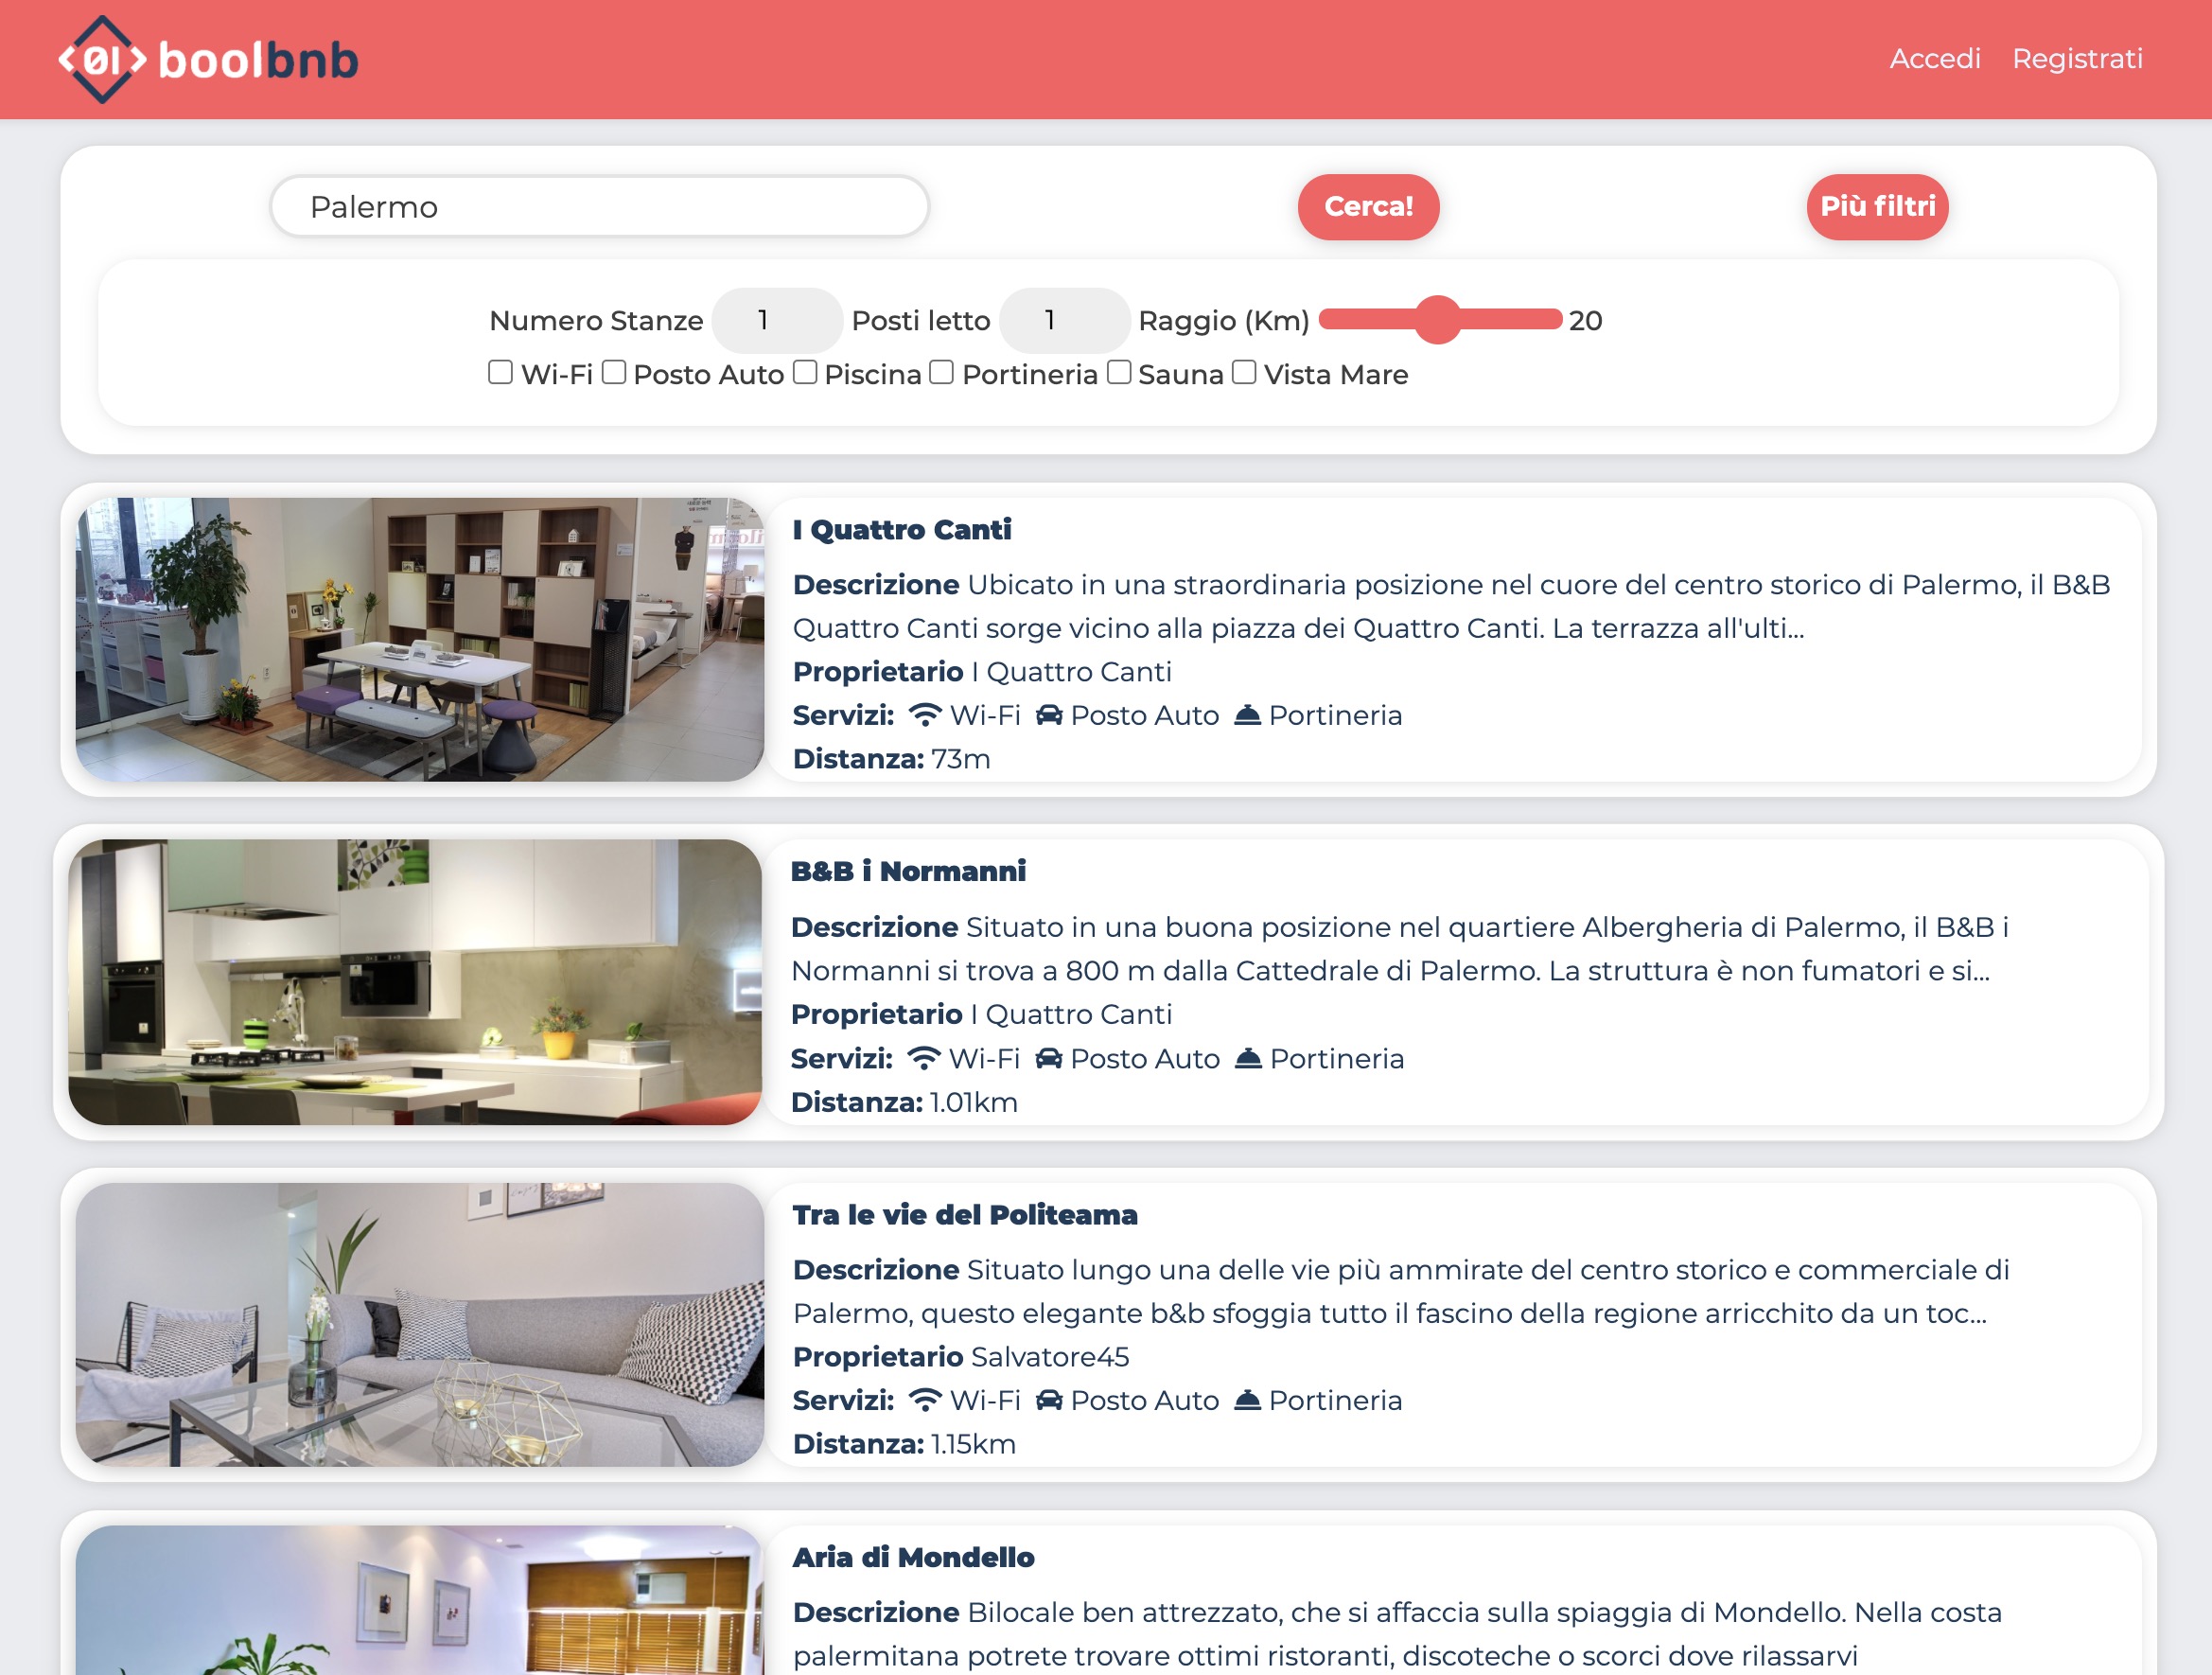 01 boolbnb
Accedi Registrati
Palermo
Cerca!
Più filtri
Numero Stanze 1 Posti letto 1 Raggio (Km) 20
Wi-Fi Posto Auto Piscina Portineria Sauna Vista Mare
I Quattro Canti
Descrizione Ubicato in una straordinaria posizione nel cuore del centro storico di Palermo, il B&B
Quattro Canti sorge vicino alla piazza dei Quattro Canti. La terrazza all'ulti...
Proprietario I Quattro Canti
Servizi: Wi-Fi Posto Auto Portineria
Distanza: 73m
B&B i Normanni
Descrizione Situato in una buona posizione nel quartiere Albergheria di Palermo, il B&B i
Normanni si trova a 800 m dalla Cattedrale di Palermo. La struttura è non fumatori e si...
Proprietario I Quattro Canti
Servizi: Wi-Fi Posto Auto Portineria
Distanza: 1.01km
Tra le vie del Politeama
Descrizione Situato lungo una delle vie più ammirate del centro storico e commerciale di
Palermo, questo elegante b&b sfoggia tutto il fascino della regione arricchito da un toc...
Proprietario Salvatore45
Servizi: Wi-Fi Posto Auto Portineria
Distanza: 1.15km
Aria di Mondello
Descrizione Bilocale ben attrezzato, che si affaccia sulla spiaggia di Mondello. Nella costa
palermitana potrete trovare ottimi ristoranti, discoteche o scorci dove rilassarvi